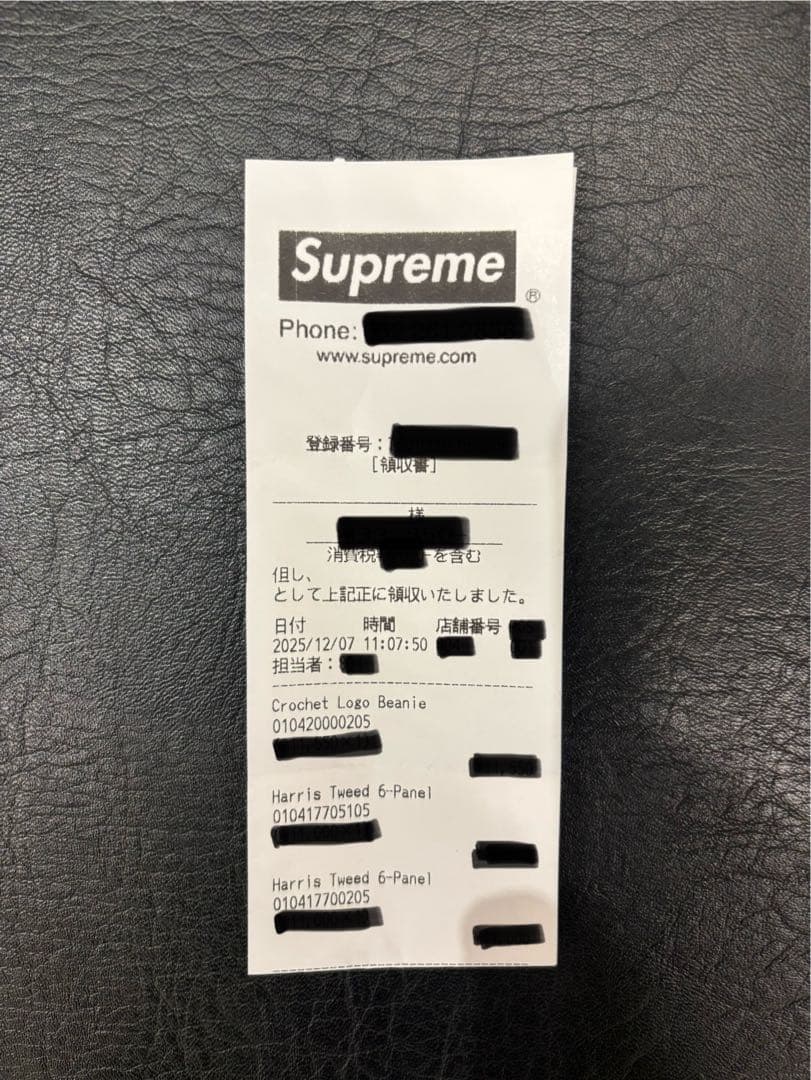 Supreme
®
Phone:
www.supreme.com
登録番号:
[領収書]
様
消費税 を含む
但し、
として上記正に領収いたしました。
日付 時間 店舗番号
2025/12/07 11:07:50
担当者:
Crochet Logo Beanie
010420000205
Harris Tweed 6-Panel
010417705105
Harris Tweed 6-Panel
010417700205